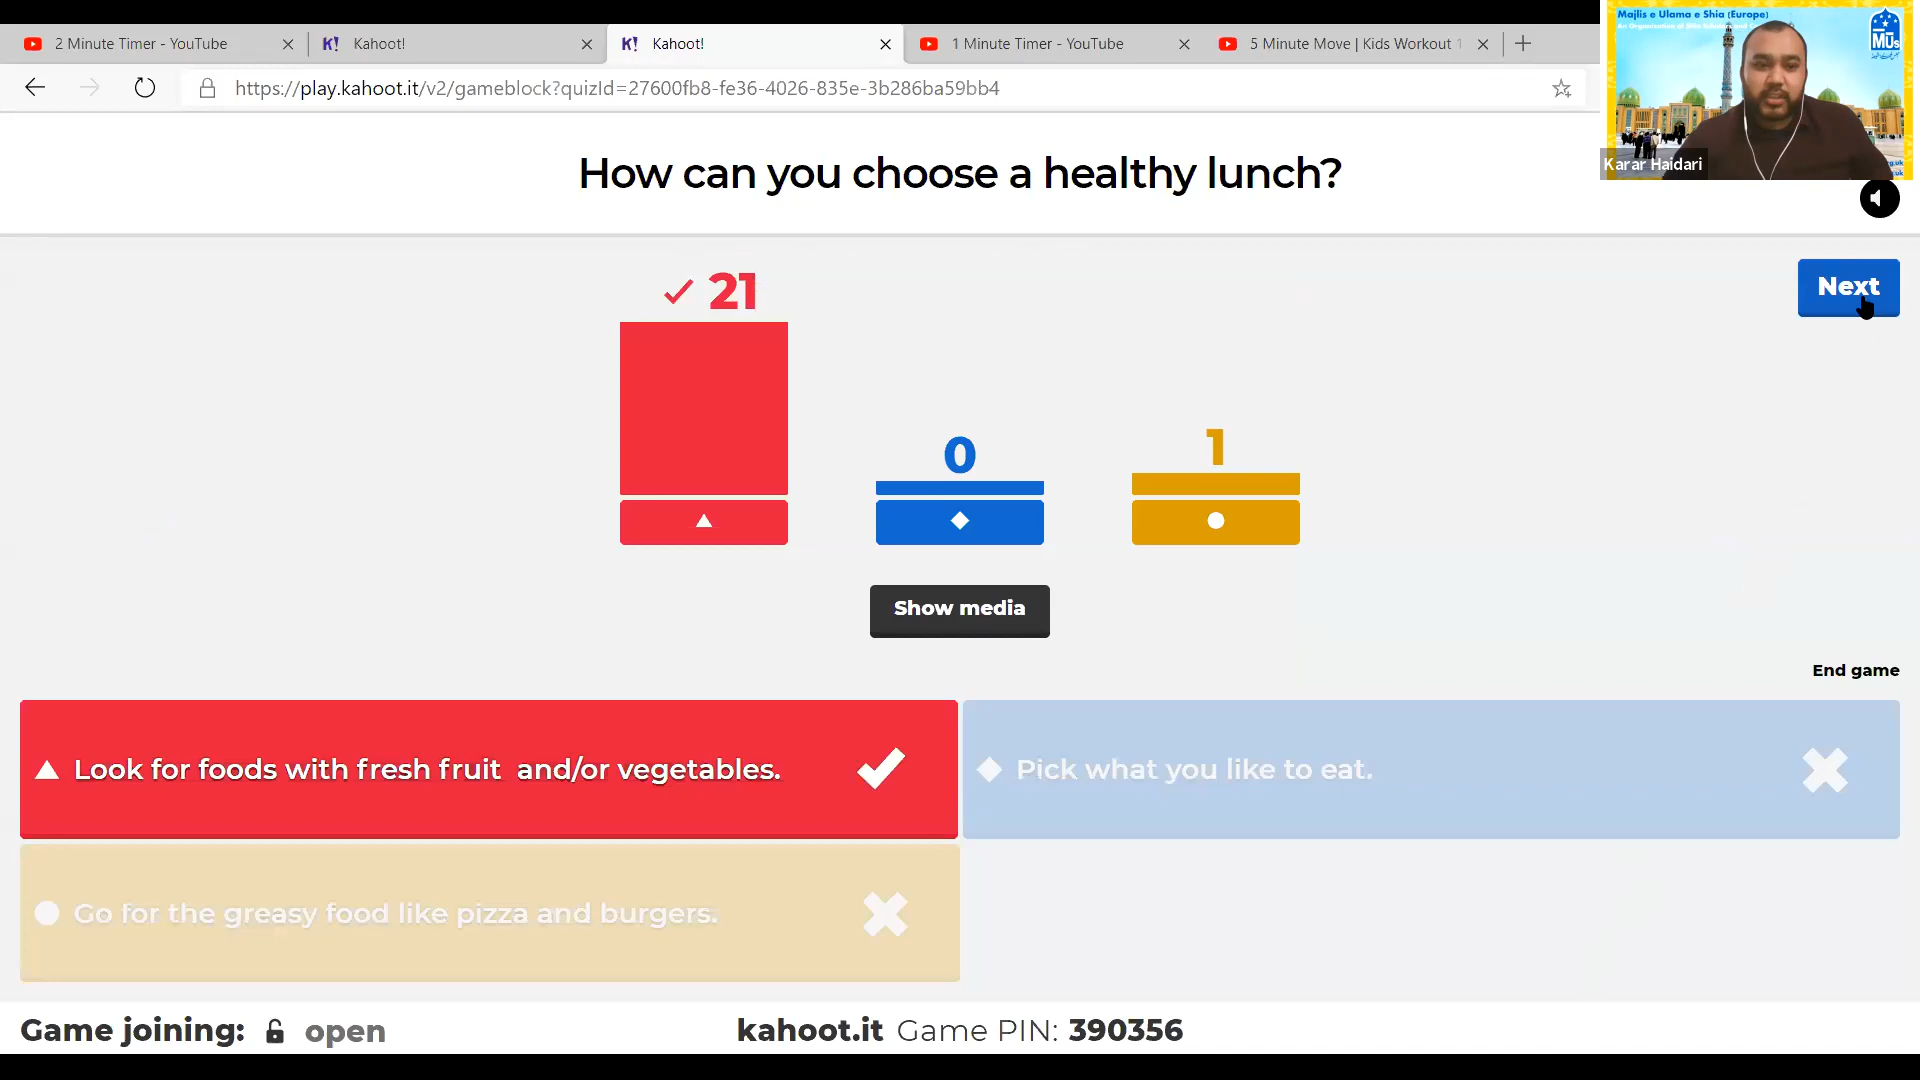 2 Minute Timer - YouTube
Kahoot!
Kahoot!
1 Minute Timer - YouTube
5 Minute Move | Kids Workout 1
https://play.kahoot.it/v2/gameblock?quizId=27600fb8-fe36-4026-835e-3b286ba59bb4
Majlis e Ulama e Shia (Europe)
MUS
Karar Haidari
How can you choose a healthy lunch?
Next
21
0
1
Show media
End game
Look for foods with fresh fruit and/or vegetables.
Pick what you like to eat.
Go for the greasy food like pizza and burgers.
Game joining: open
kahoot.it Game PIN: 390356